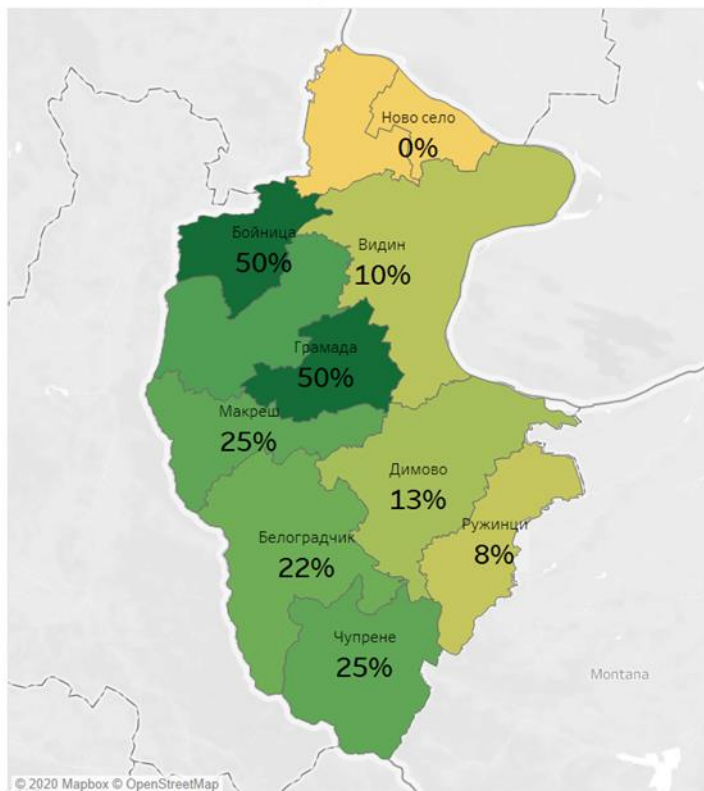 Ново село
0%
Бойница
50%
Видин
10%
Грамада
50%
Макреш
25%
Димово
13%
Ружинци
8%
Белоградчик
22%
Чупрене
25%
Montana
© 2020 Mapbox © OpenStreetMap